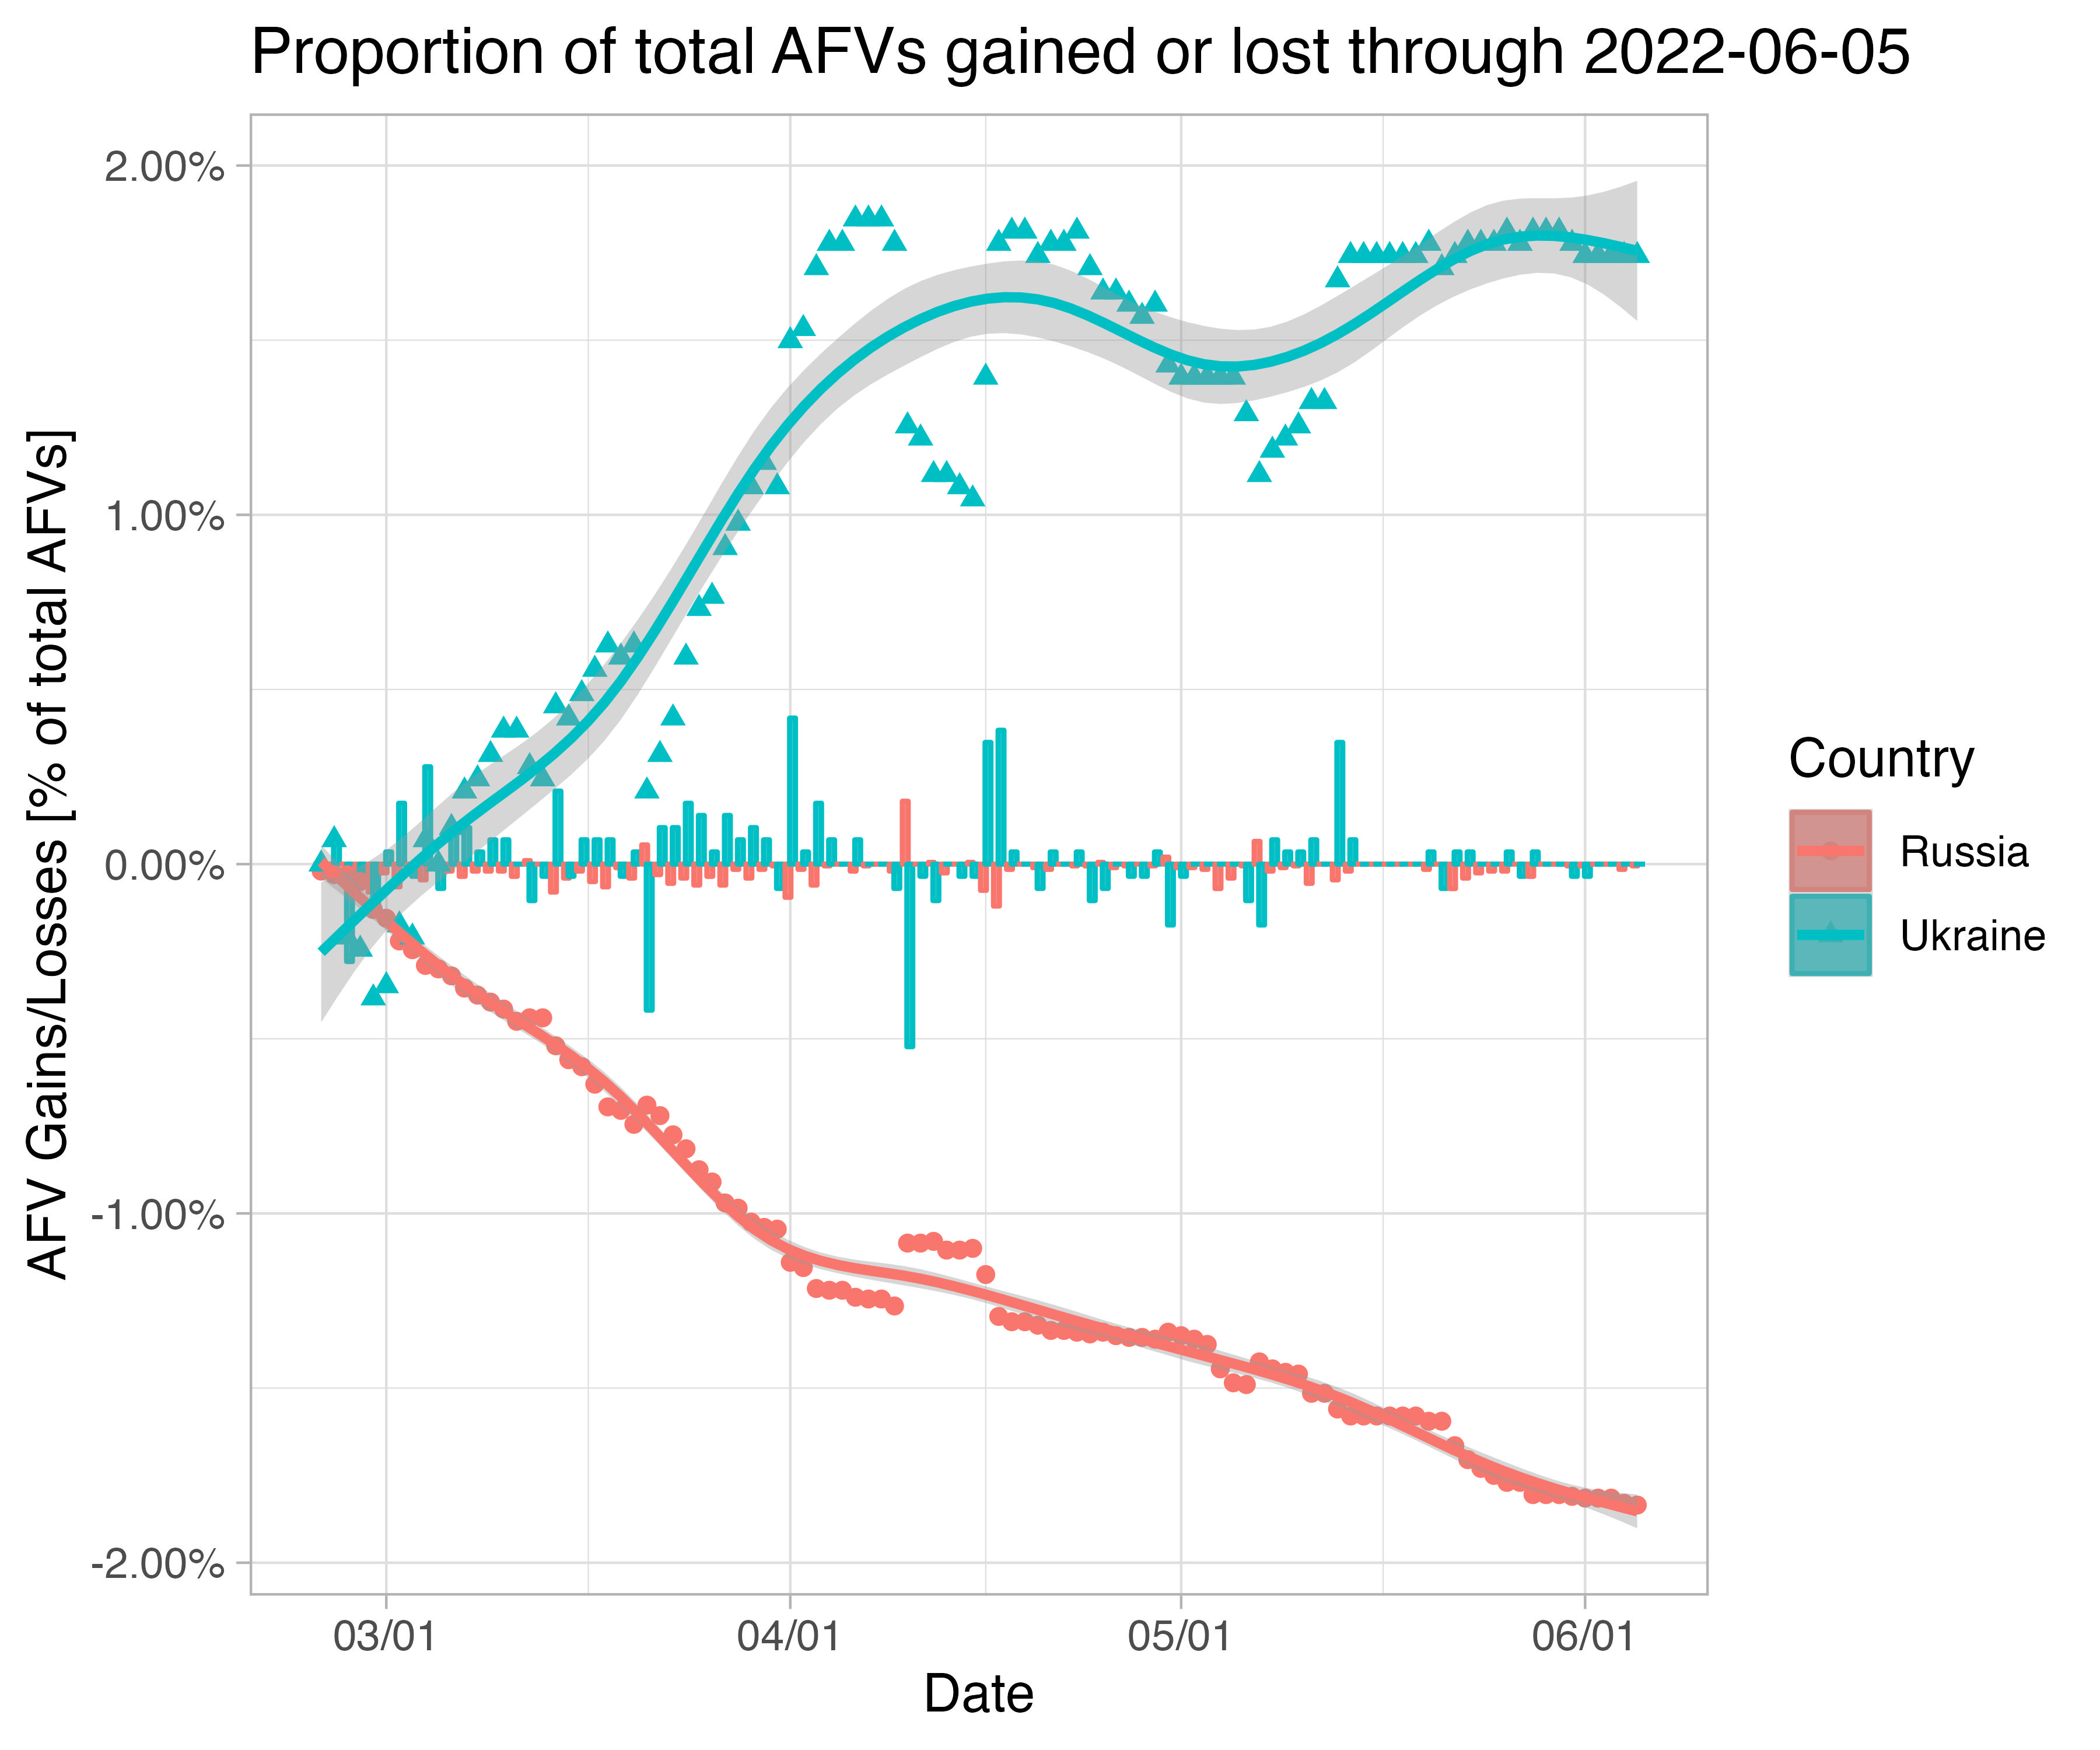 Proportion of total AFVs gained or lost through 2022-06-05
AFV Gains/Losses [% of total AFVs]
2.00%
1.00%
0.00%
-1.00%
-2.00%
03/01
04/01
05/01
06/01
Date
Country
Russia
Ukraine